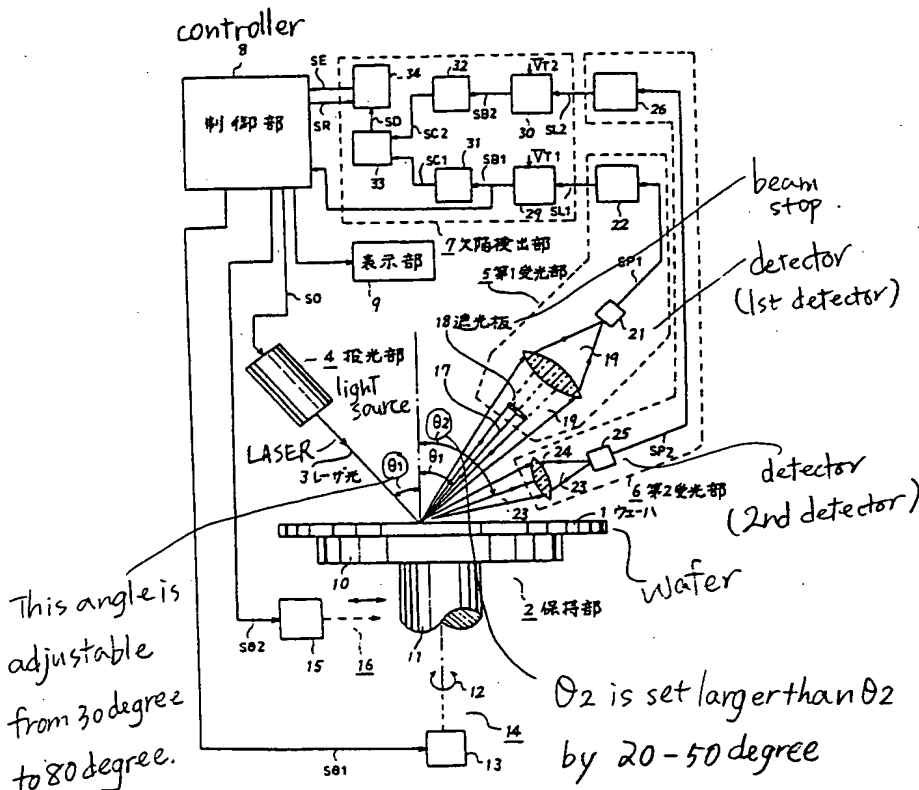 controller
8
制御部
SE
SR
34
SD
33
32
SC2
SB2
VT2
30
SL2
26
31
SC1
SB1
VT1
29
SL1
22
7 欠陥検出部
表示部
9
SO
5 第1受光部
beam
stop
SP1
detector
(1st detector)
21
18 遮光板
17
19
19
4 投光部
light
source
LASER
3 レーザ光
θ1
θ2
θ1
24
25
SP2
23
23
6 第2受光部
detector
(2nd detector)
1 ウェーハ
wafer
10
2 保持部
11
Sθ2
15
16
12
14
13
Sθ1
This angle is
adjustable
from 30 degree
to 80 degree.
θ2 is set larger than θ2
by 20-50 degree